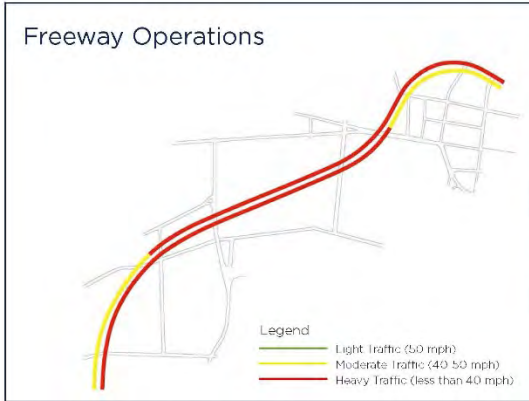 Freeway Operations
Legend
Light Traffic (50 mph)
Moderate Traffic (40-50 mph)
Heavy Traffic (less than 40 mph)